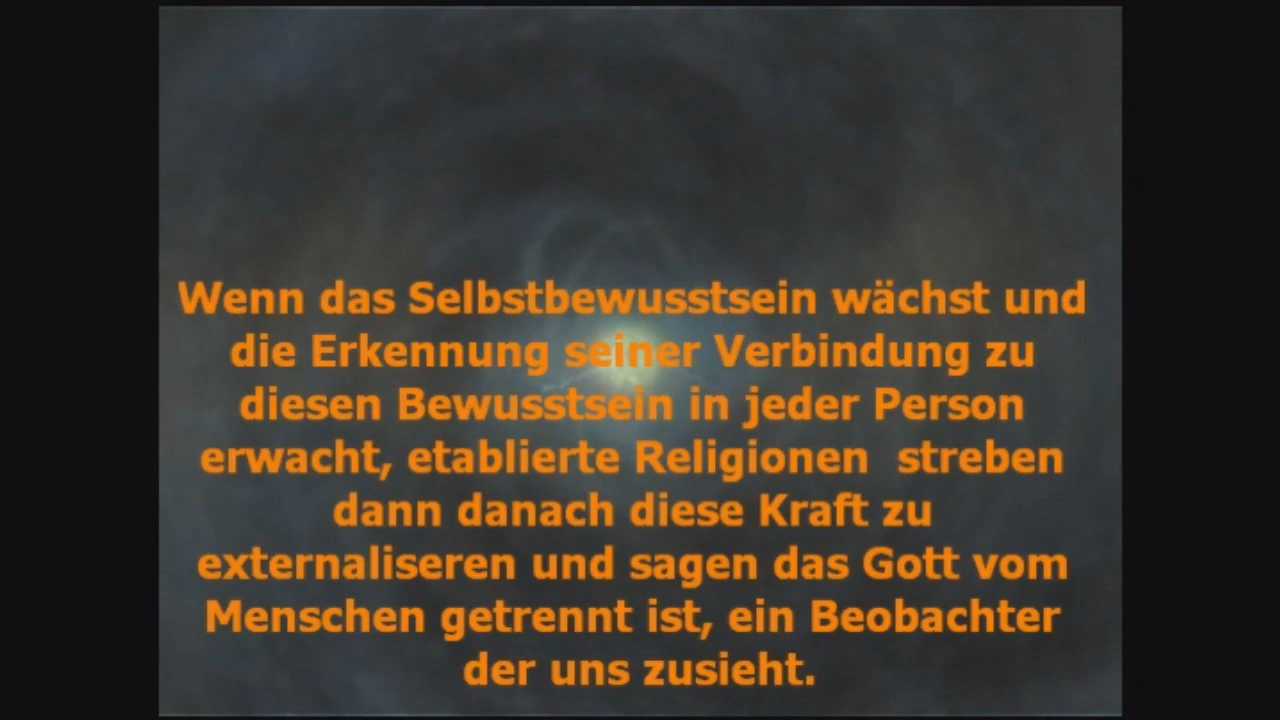 Wenn das Selbstbewusstsein wächst und
die Erkennung seiner Verbindung zu
diesen Bewusstsein in jeder Person
erwacht, etablierte Religionen streben
dann danach diese Kraft zu
externaliseren und sagen das Gott vom
Menschen getrennt ist, ein Beobachter
der uns zusieht.